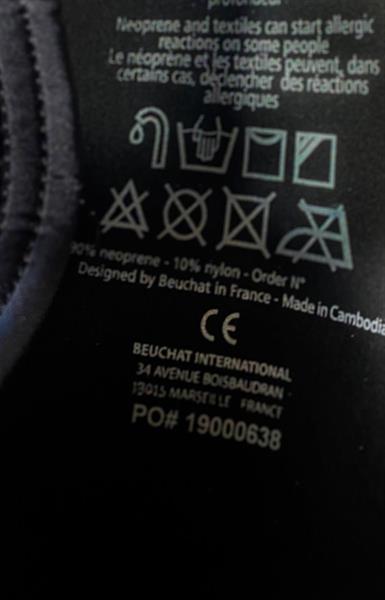 profondeur
Neoprene and textiles can start allergic
reactions on some people
Le néoprène et les textiles peuvent, dans
certains cas, déclencher des réactions
allergiques
90% neoprene - 10% nylon - Order N°
Designed by Beuchat in France - Made in Cambodia
CE
BEUCHAT INTERNATIONAL
34 AVENUE BOISBAUDRAN
13015 MARSEILLE FRANCE
PO# 19000638